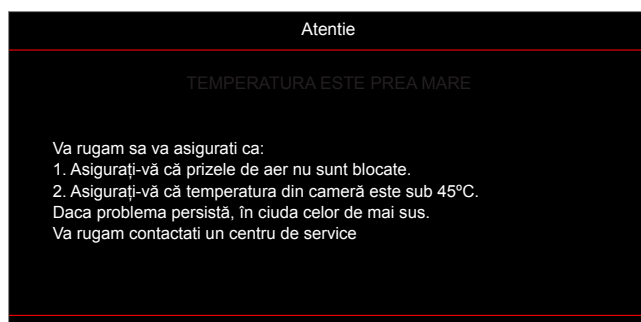 Atentie
TEMPERATURA ESTE PREA MARE
Va rugam sa va asigurati ca:
1. Asigurați-vă că prizele de aer nu sunt blocate.
2. Asigurați-vă că temperatura din cameră este sub 45ºC.
Daca problema persistă, în ciuda celor de mai sus.
Va rugam contactati un centru de service